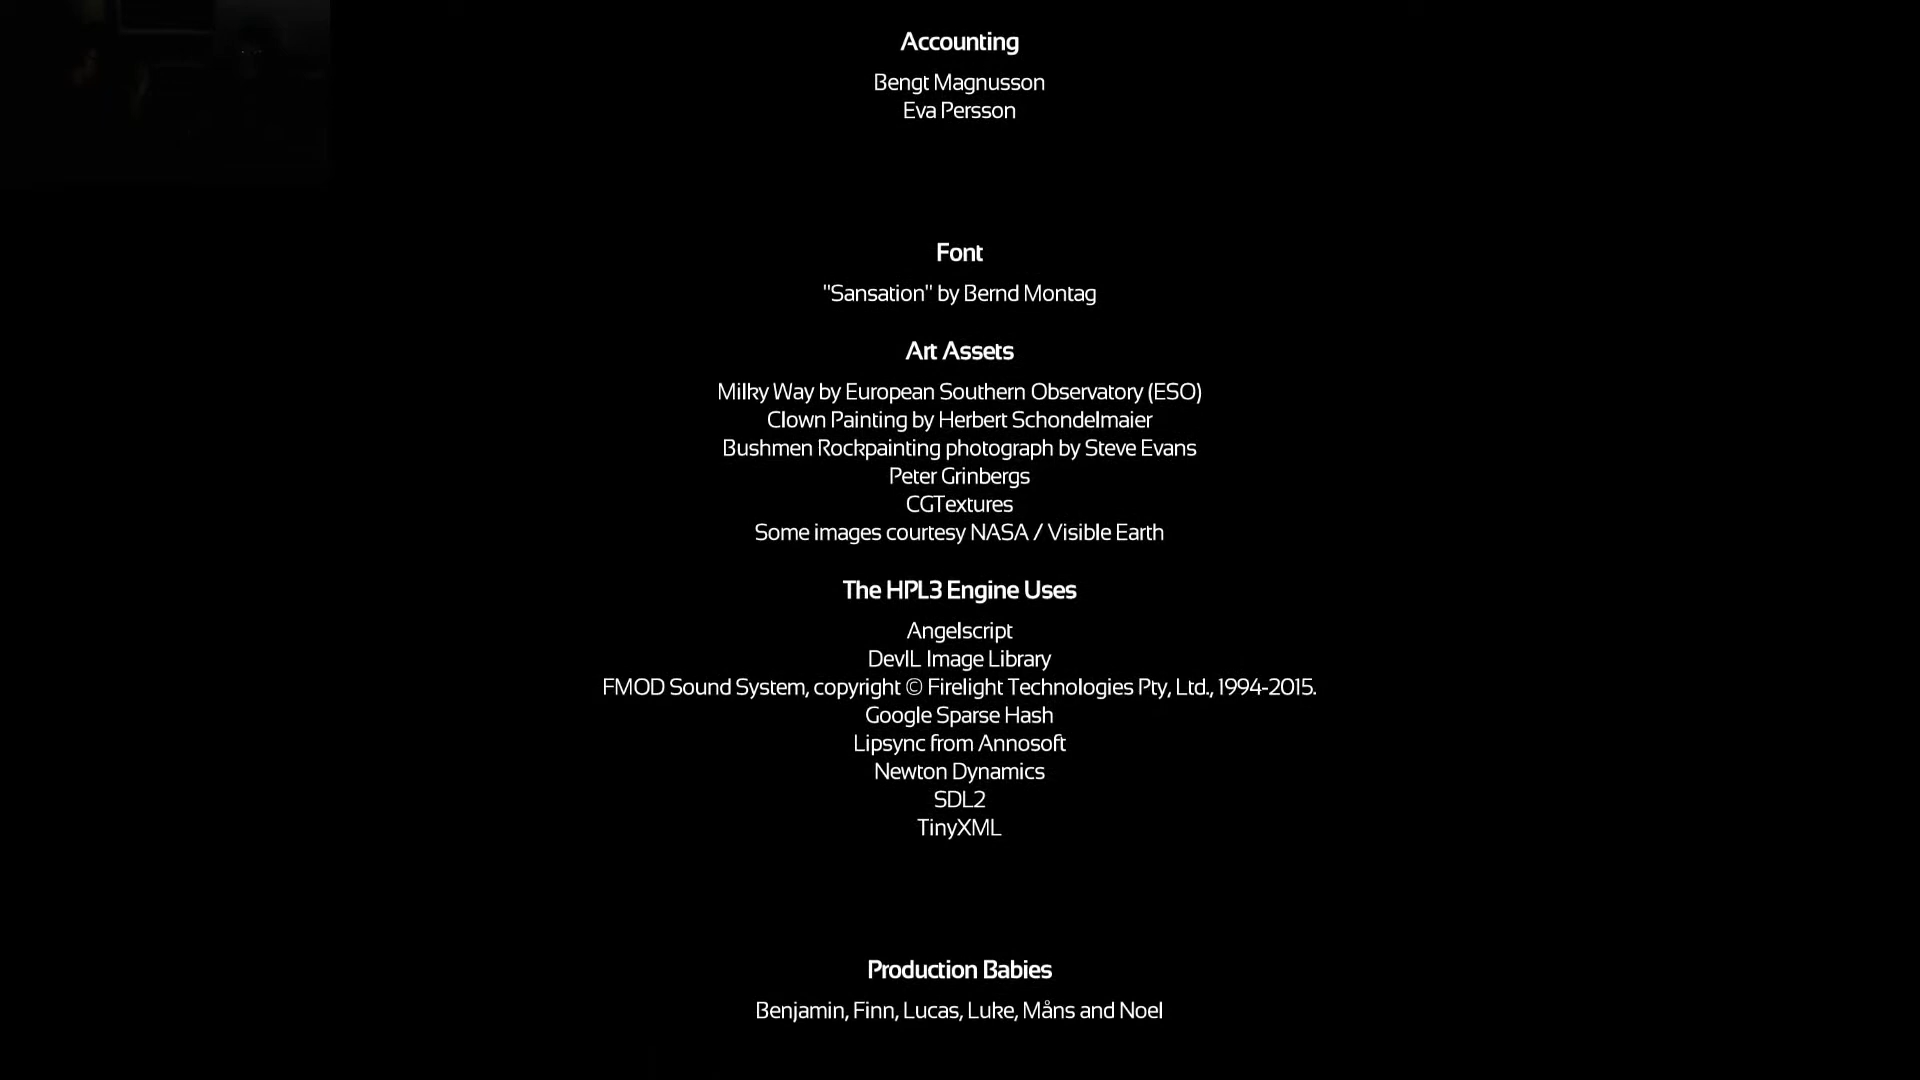 Accounting
Bengt Magnusson
Eva Persson
Font
"Sansation" by Bernd Montag
Art Assets
Milky Way by European Southern Observatory (ESO)
Clown Painting by Herbert Schondelmaier
Bushmen Rockpainting photograph by Steve Evans
Peter Grinbergs
CGTextures
Some images courtesy NASA / Visible Earth
The HPL3 Engine Uses
Angelscript
DevIL Image Library
FMOD Sound System, copyright © Firelight Technologies Pty, Ltd., 1994-2015.
Google Sparse Hash
Lipsync from Annosoft
Newton Dynamics
SDL2
TinyXML
Production Babies
Benjamin, Finn, Lucas, Luke, Måns and Noel